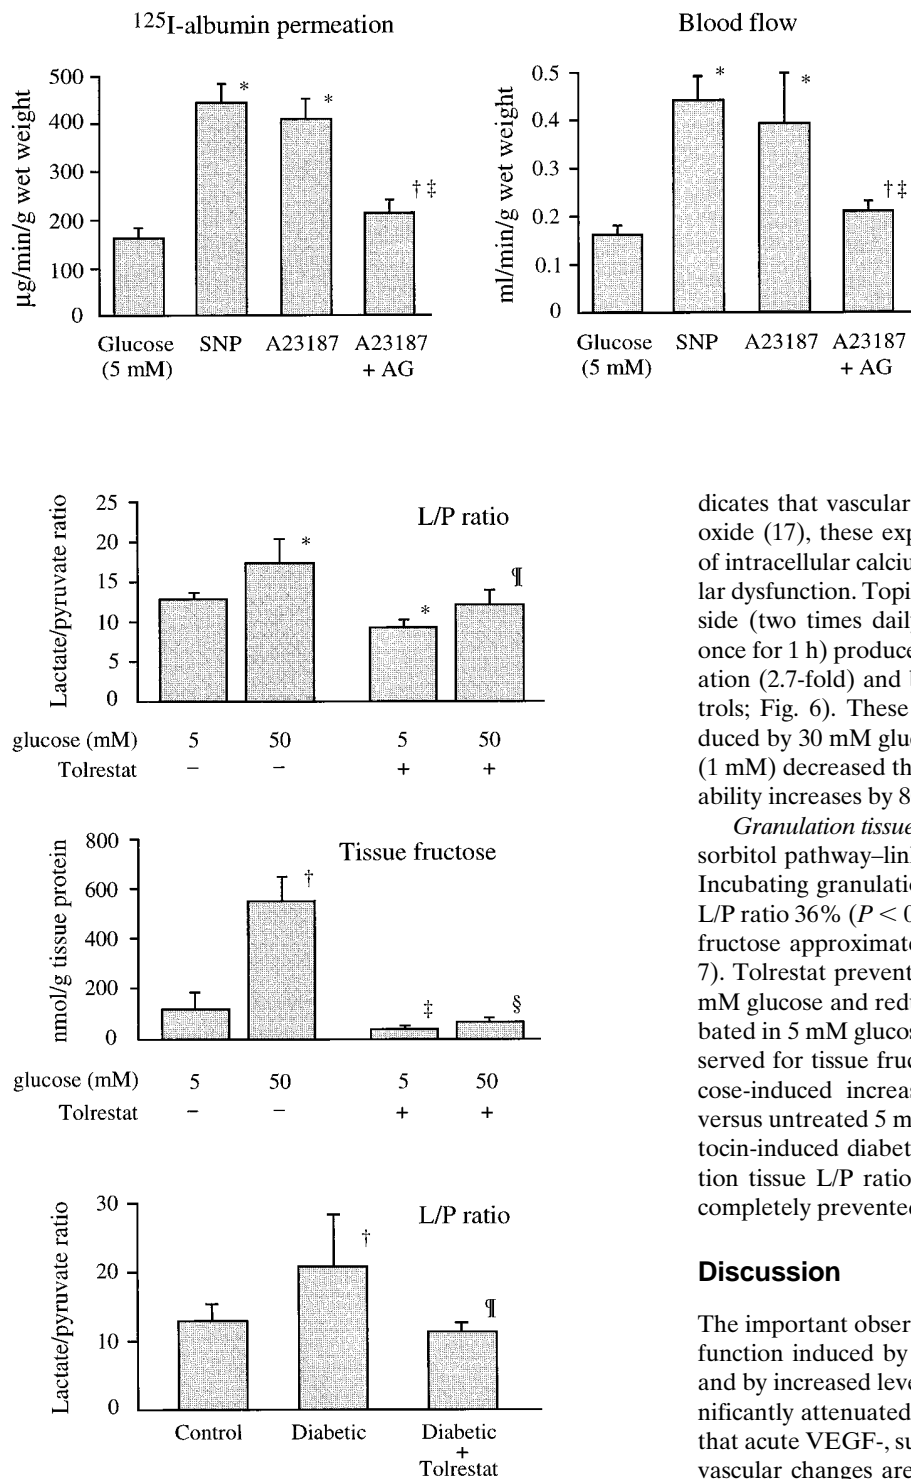 ¹²⁵I-albumin permeation
µg/min/g wet weight
500
400
300
200
100
0
*
*
† ‡
Glucose (5 mM)
SNP
A23187
A23187 + AG
Blood flow
ml/min/g wet weight
0.5
0.4
0.3
0.2
0.1
0
*
*
† ‡
Glucose (5 mM)
SNP
A23187
A23187 + AG
L/P ratio
Lactate/pyruvate ratio
25
20
15
10
5
0
*
*
¶
glucose (mM) 5 50 5 50
Tolrestat − − + +
Tissue fructose
nmol/g tissue protein
800
600
400
200
0
†
‡
§
glucose (mM) 5 50 5 50
Tolrestat − − + +
L/P ratio
Lactate/pyruvate ratio
30
20
10
0
†
¶
Control
Diabetic
Diabetic
+
Tolrestat
dicates that vascular
oxide (17), these exp
of intracellular calciu
lar dysfunction. Topi
side (two times daily
once for 1 h) produce
ation (2.7-fold) and b
trols; Fig. 6). These
duced by 30 mM gluc
(1 mM) decreased th
ability increases by 8
Granulation tissue
sorbitol pathway–lin
Incubating granulatio
L/P ratio 36% (P < 0
fructose approximate
7). Tolrestat prevent
mM glucose and redu
bated in 5 mM glucos
served for tissue fruc
cose-induced increas
versus untreated 5 m
tocin-induced diabet
tion tissue L/P ratio
completely prevented
Discussion
The important obser
function induced by
and by increased leve
nificantly attenuated
that acute VEGF-, su
vascular changes are